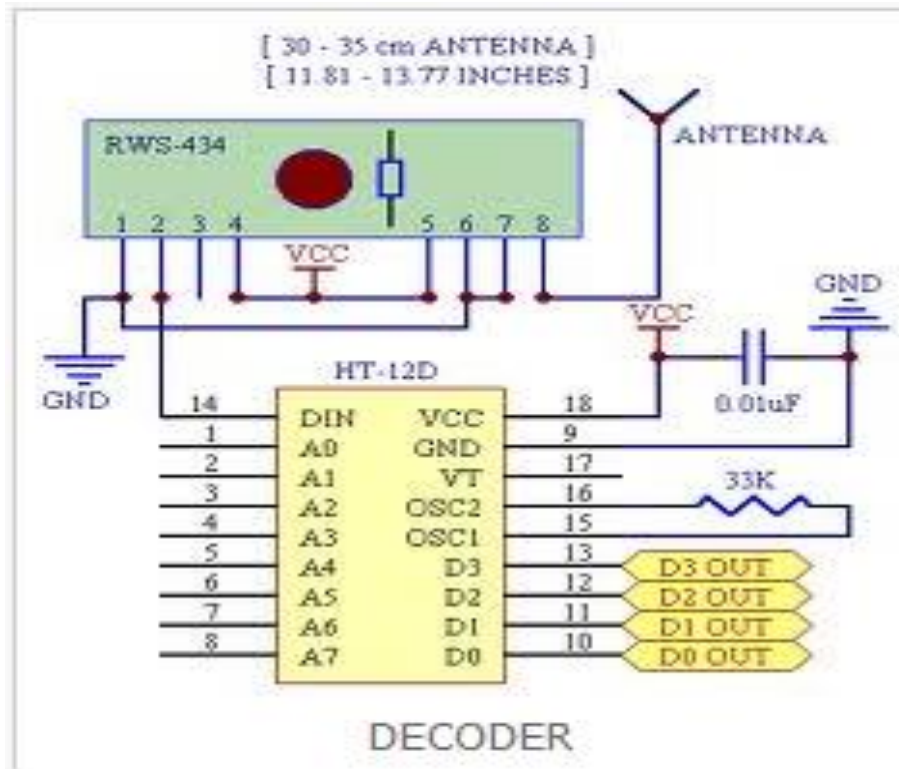 [ 30 - 35 cm ANTENNA ]
[ 11.81 - 13.77 INCHES ]
RWS-434
ANTENNA
1 2 3 4 5 6 7 8
VCC
GND
VCC
GND
HT-12D
0.01uF
14 DIN VCC 18
1 A0 GND 9
2 A1 VT 17
3 A2 OSC2 16 33K
4 A3 OSC1 15
5 A4 D3 13 D3 OUT
6 A5 D2 12 D2 OUT
7 A6 D1 11 D1 OUT
8 A7 D0 10 D0 OUT
DECODER